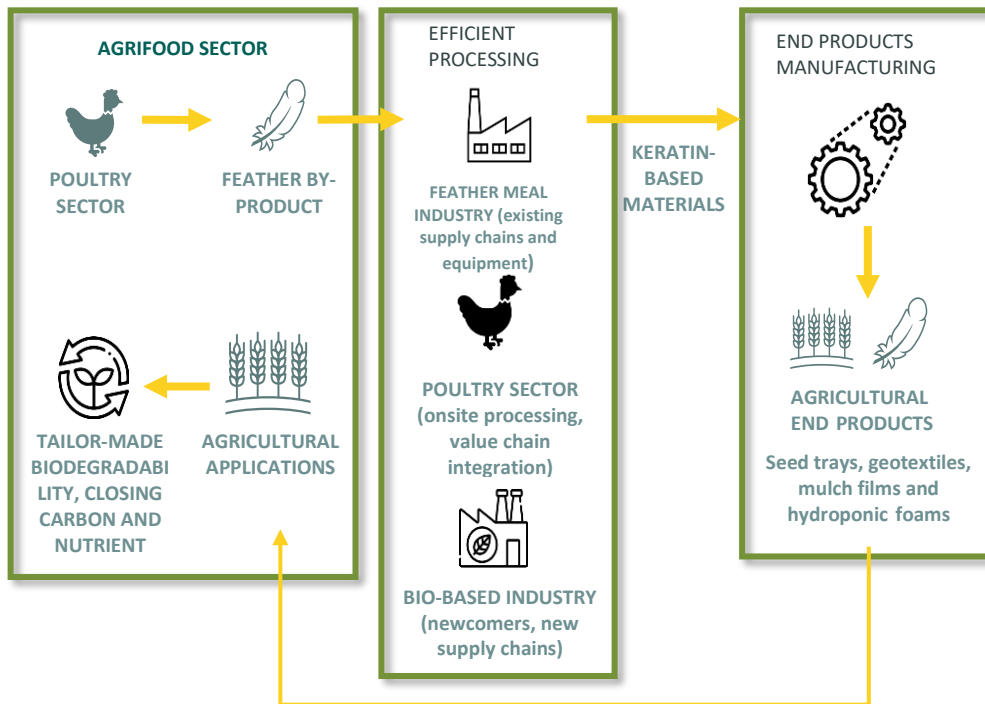 AGRIFOOD SECTOR
POULTRY
SECTOR
FEATHER BY-
PRODUCT
TAILOR-MADE
BIODEGRADABI
LITY, CLOSING
CARBON AND
NUTRIENT
AGRICULTURAL
APPLICATIONS
EFFICIENT
PROCESSING
FEATHER MEAL
INDUSTRY (existing
supply chains and
equipment)
POULTRY SECTOR
(onsite processing,
value chain
integration)
BIO-BASED INDUSTRY
(newcomers, new
supply chains)
KERATIN-
BASED
MATERIALS
END PRODUCTS
MANUFACTURING
AGRICULTURAL
END PRODUCTS
Seed trays, geotextiles,
mulch films and
hydroponic foams